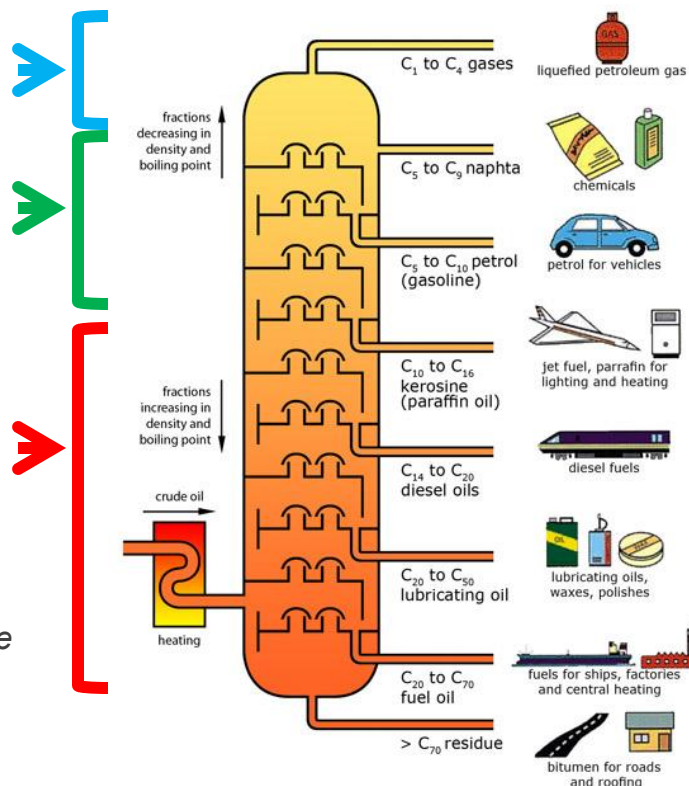 GAS
C₁ to C₄ gases
liquefied petroleum gas
fractions
decreasing in
density and
boiling point
C₅ to C₉ naphta
chemicals
C₅ to C₁₀ petrol
(gasoline)
petrol for vehicles
C₁₀ to C₁₆
kerosine
(paraffin oil)
jet fuel, parrafin for
lighting and heating
fractions
increasing in
density and
boiling point
C₁₄ to C₂₀
diesel oils
diesel fuels
crude oil
heating
OIL
C₂₀ to C₅₀
lubricating oil
lubricating oils,
waxes, polishes
e
C₂₀ to C₇₀
fuel oil
fuels for ships, factories
and central heating
> C₇₀ residue
bitumen for roads
and roofing